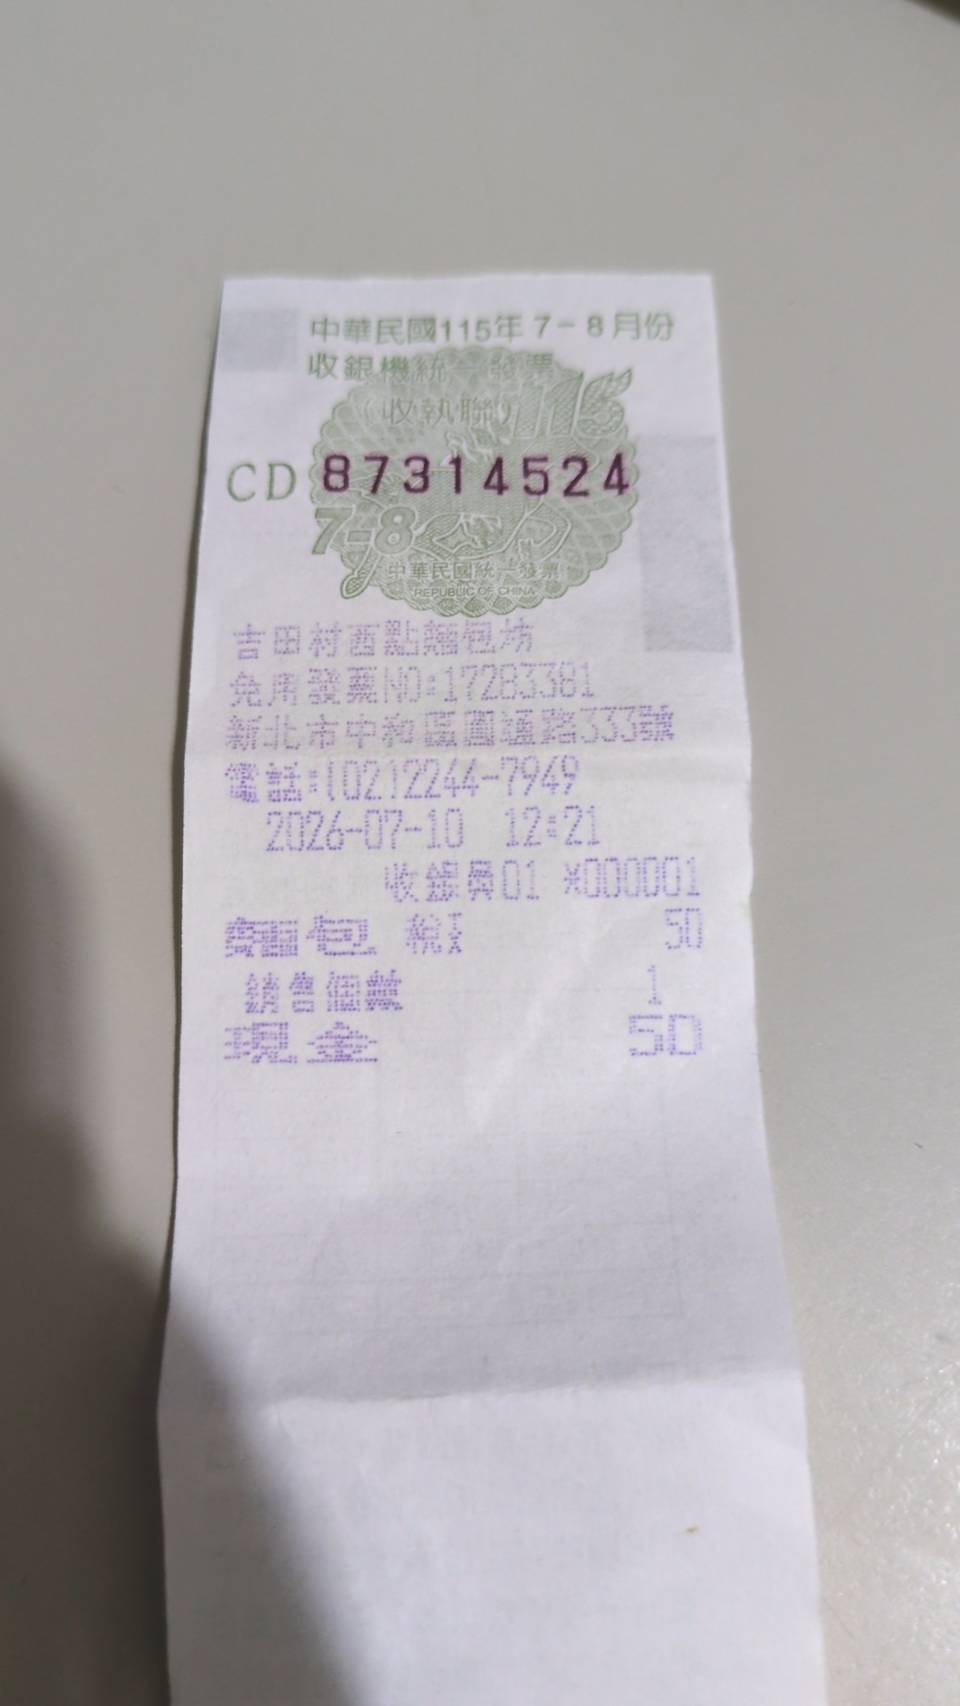 中華民國115年 7-8月份
收銀機統一發票
(收執聯)
115
CD 87314524
7-8
中華民國統一發票
REPUBLIC OF CHINA
吉田村西點麵包坊
免用發票NO:17283381
新北市中和區圓通路333號
電話:(02)2244-7949
2026-07-10 12:21
收銀員01 *000001
麵包 稅 50
銷售個數 1
現金 50